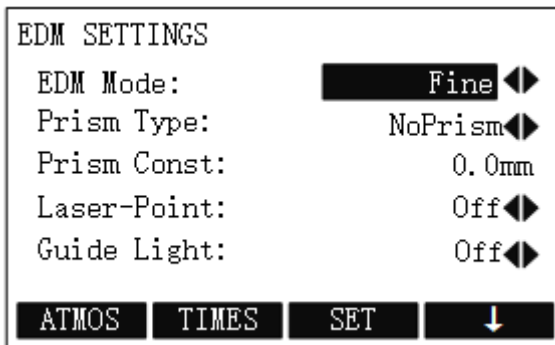 EDM SETTINGS
EDM Mode: Fine
Prism Type: NoPrism
Prism Const: 0.0mm
Laser-Point: Off
Guide Light: Off
ATMOS TIMES SET ↓